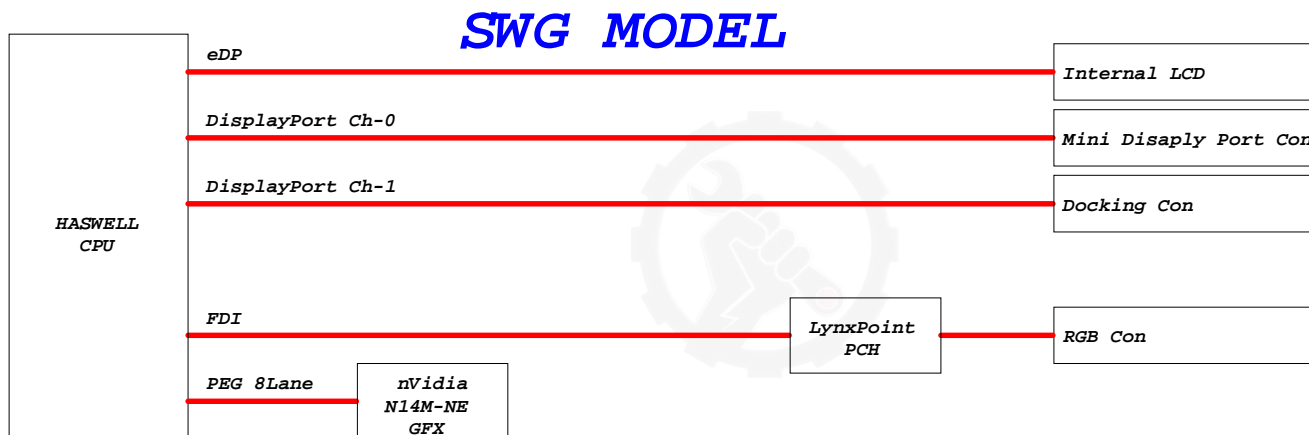 SWG MODEL
eDP
Internal LCD
DisplayPort Ch-0
Mini Disaply Port Con
DisplayPort Ch-1
Docking Con
HASWELL
CPU
FDI
LynxPoint
PCH
RGB Con
PEG 8Lane
nVidia
N14M-NE
GFX